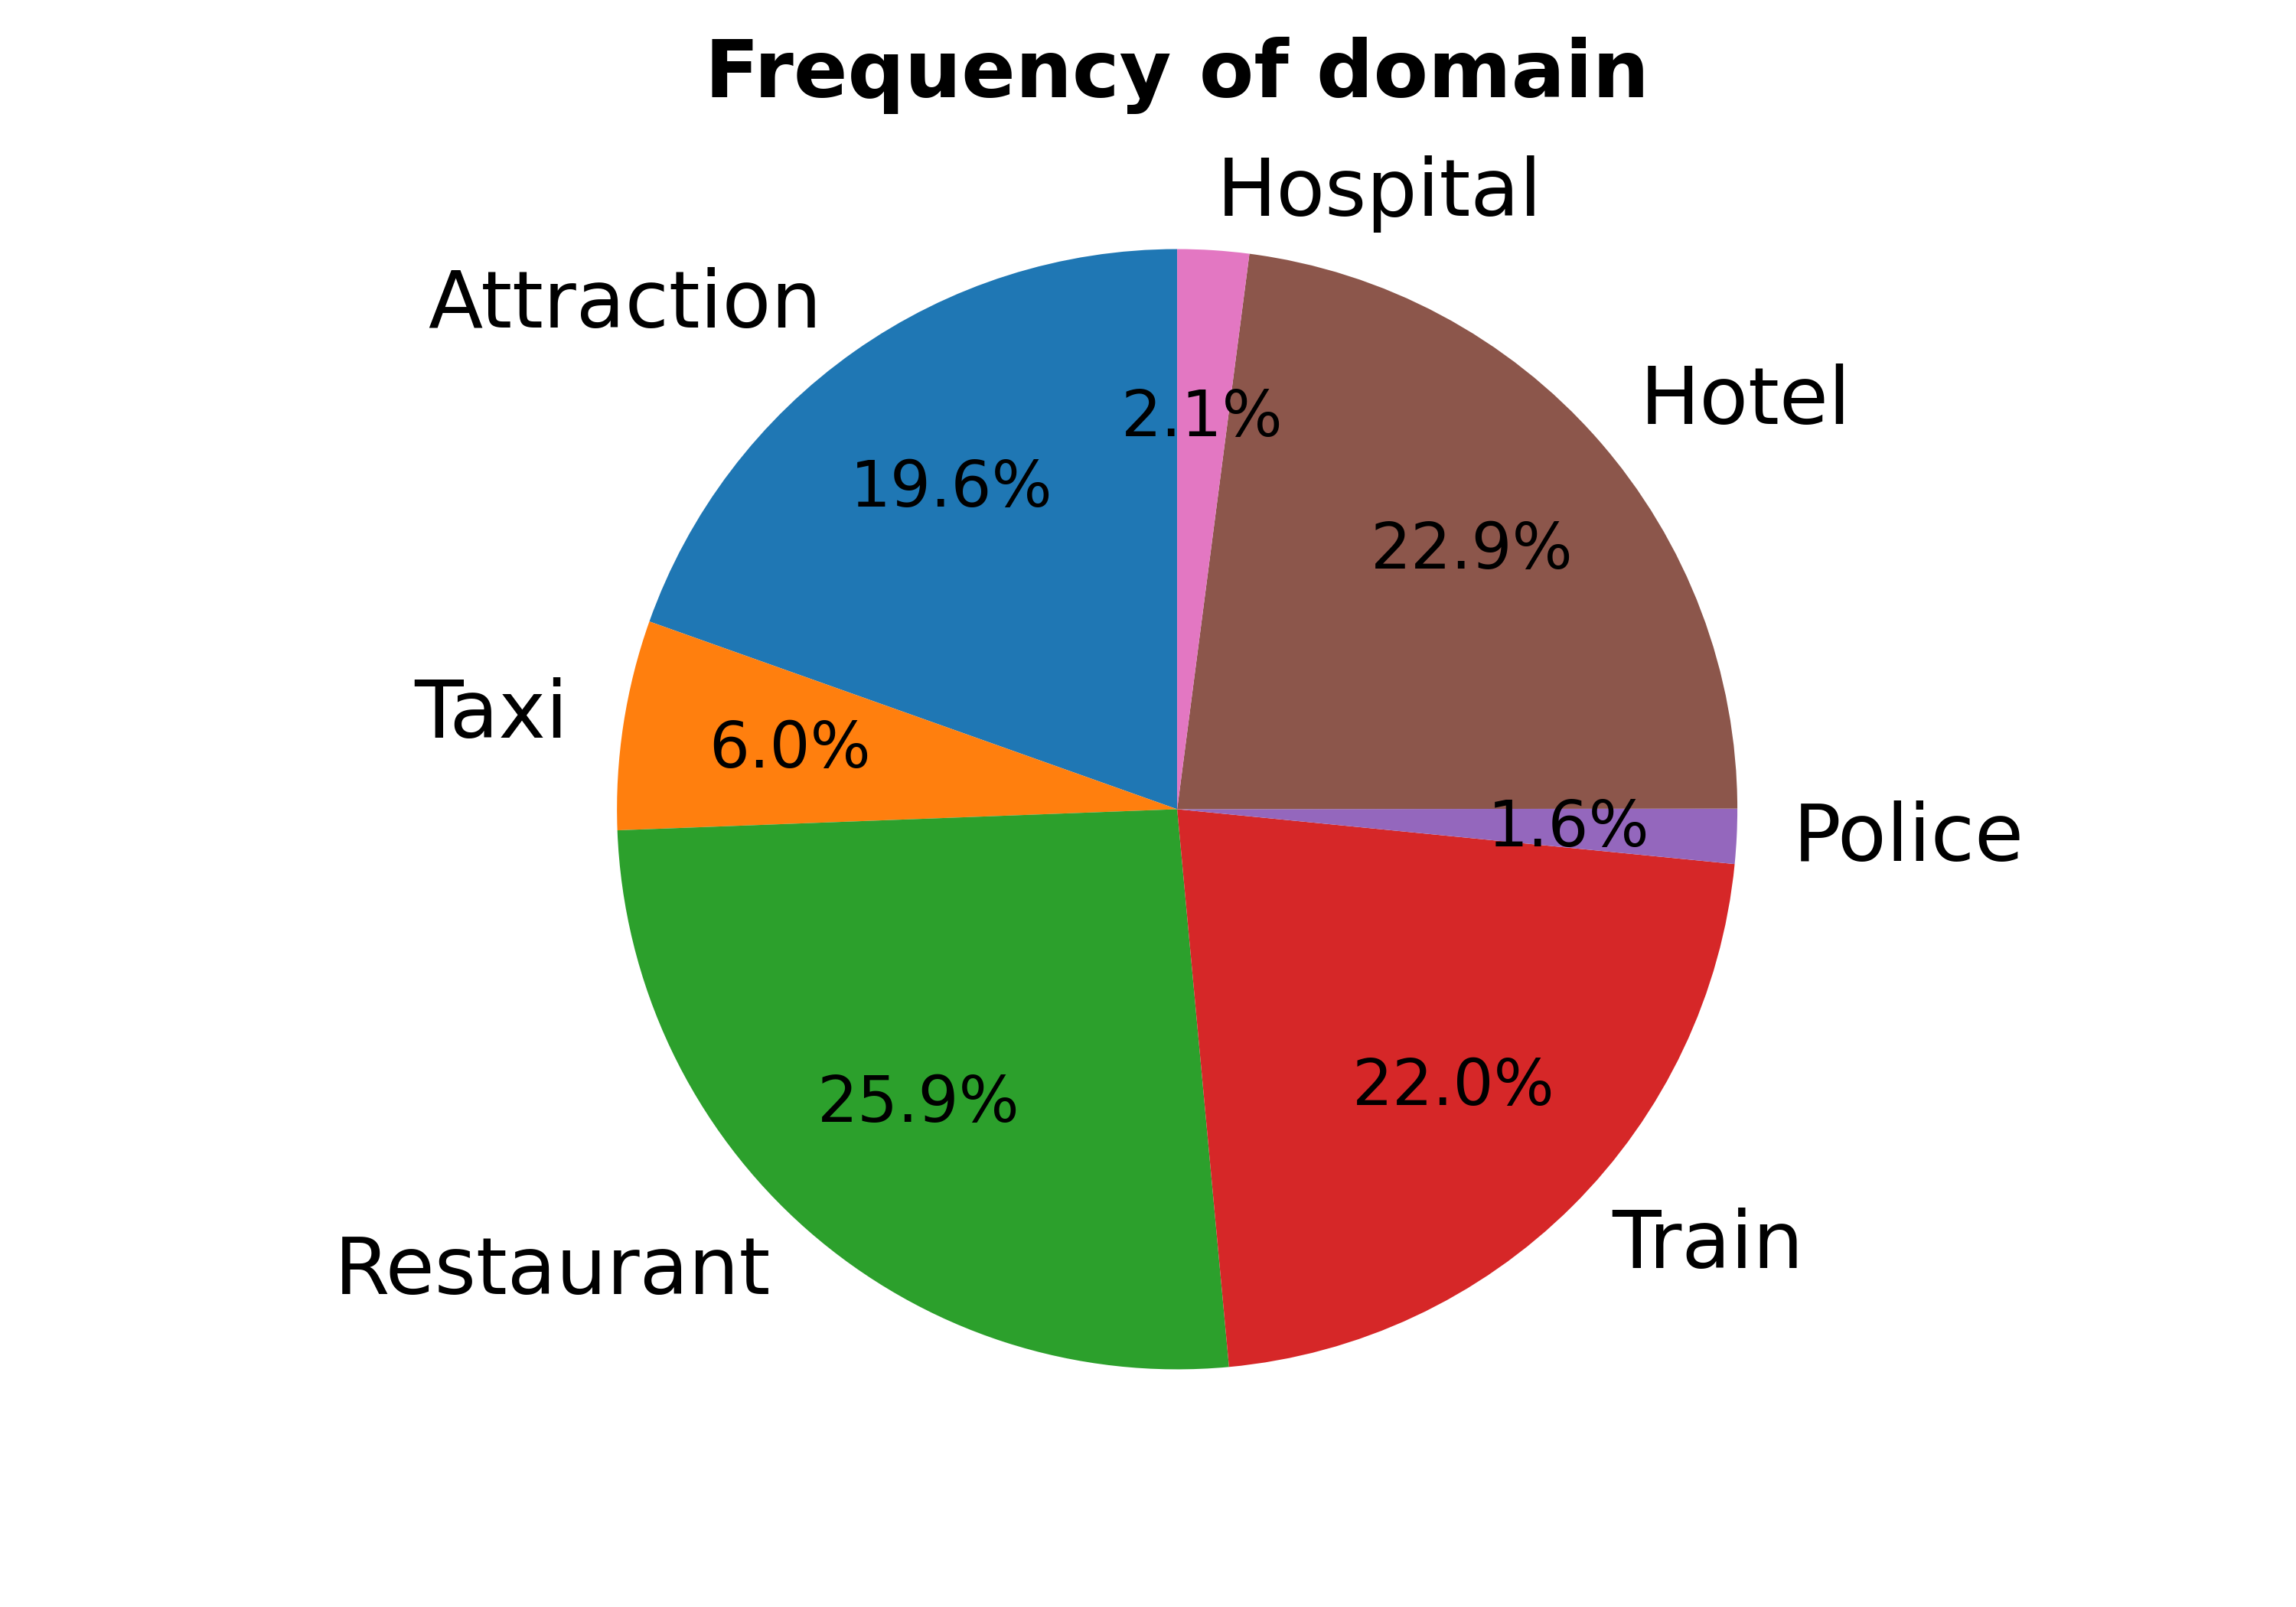 Frequency of domain
Hospital
Attraction
Hotel
2.1%
19.6%
22.9%
Taxi
6.0%
1.6%
Police
25.9%
22.0%
Restaurant
Train